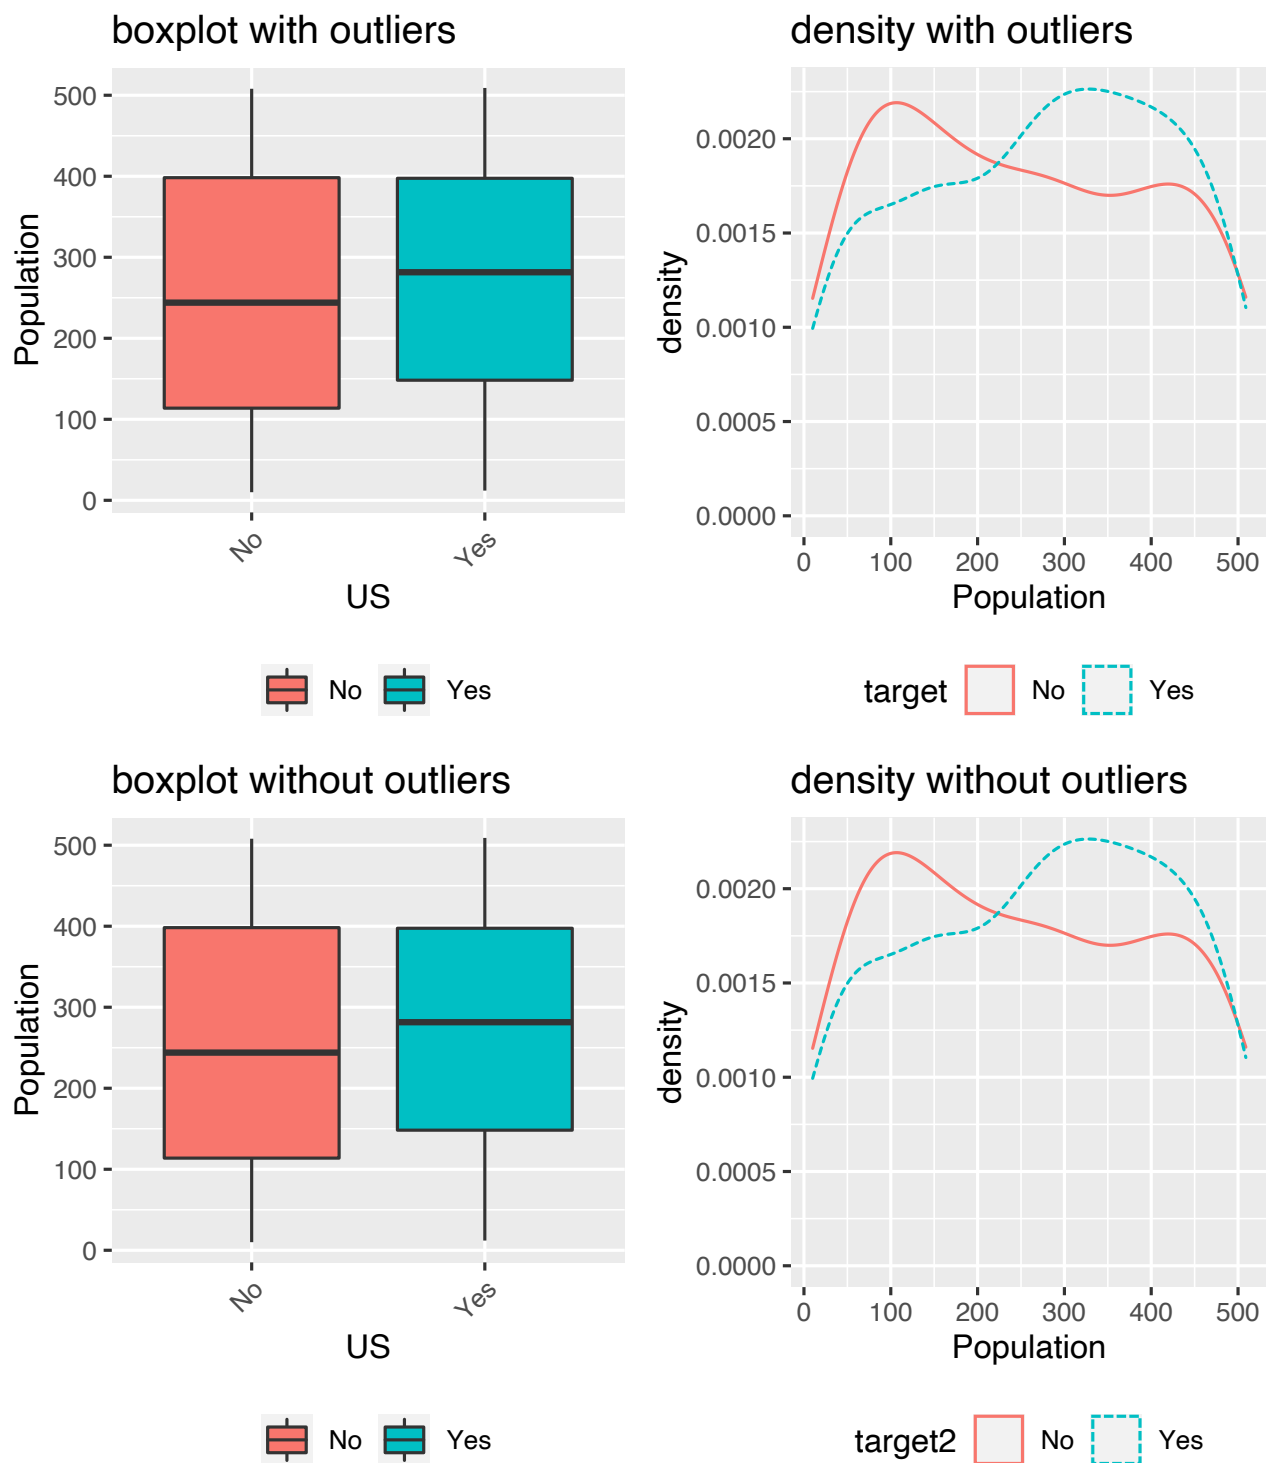 boxplot with outliers
500
400
300
200
100
0
Population
No
Yes
US
No Yes
density with outliers
0.0020
0.0015
0.0010
0.0005
0.0000
density
0 100 200 300 400 500
Population
target No Yes
boxplot without outliers
500
400
300
200
100
0
Population
No
Yes
US
No Yes
density without outliers
0.0020
0.0015
0.0010
0.0005
0.0000
density
0 100 200 300 400 500
Population
target2 No Yes